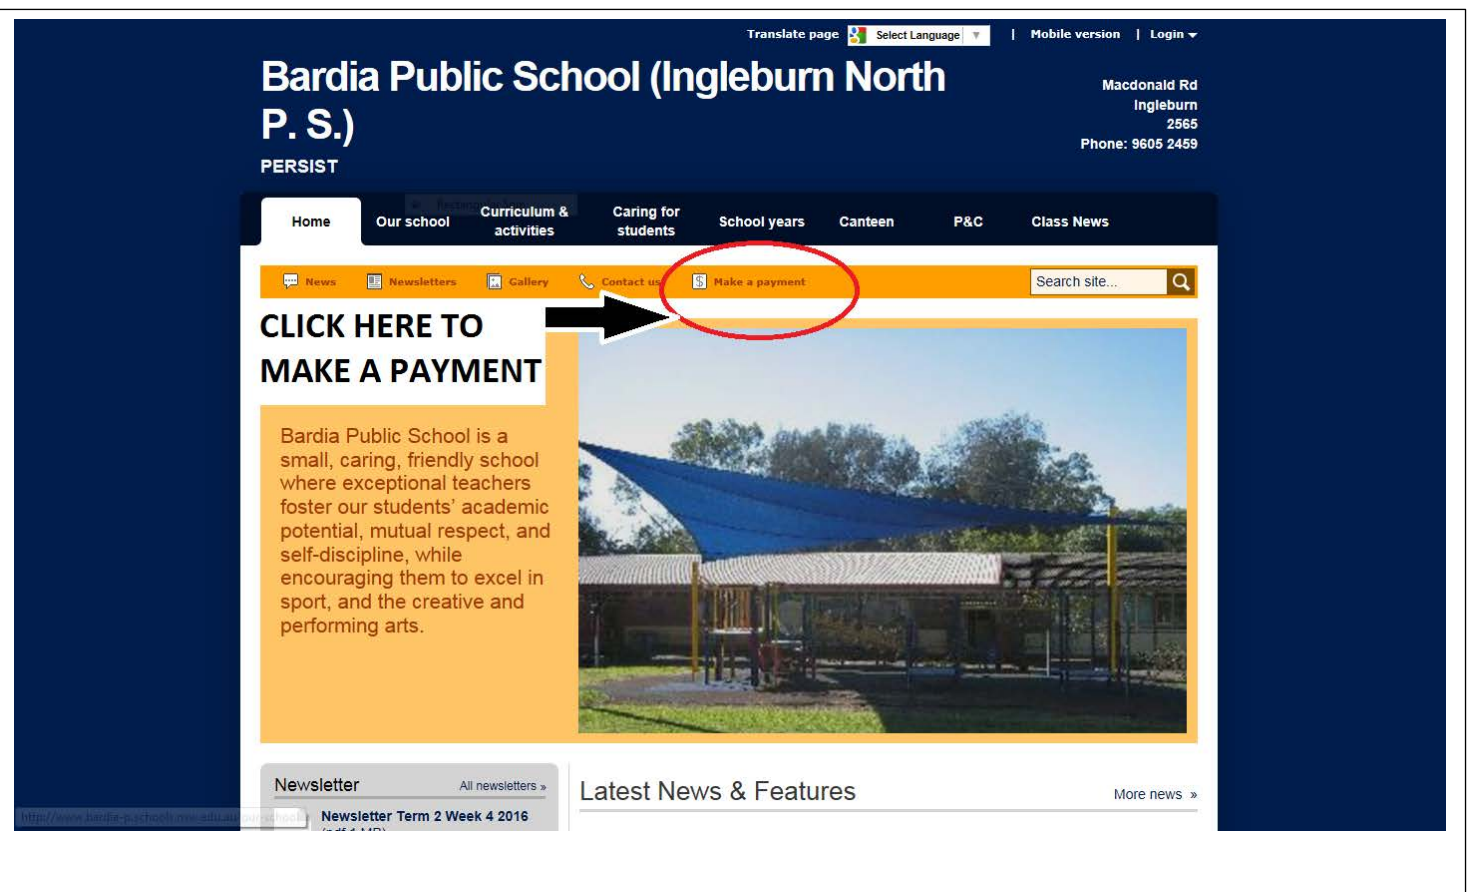 Translate page Select Language ▼ | Mobile version | Login
Bardia Public School (Ingleburn North
P. S.)
PERSIST
Macdonald Rd
Ingleburn
2565
Phone: 9605 2459
Home
Our school
Curriculum &
activities
Caring for
students
School years
Canteen
P&C
Class News
News
Newsletters
Gallery
Contact us
$ Make a payment
Search site...
CLICK HERE TO
MAKE A PAYMENT
Bardia Public School is a
small, caring, friendly school
where exceptional teachers
foster our students’ academic
potential, mutual respect, and
self-discipline, while
encouraging them to excel in
sport, and the creative and
performing arts.
Newsletter
All newsletters »
Newsletter Term 2 Week 4 2016
(pdf 1 MB)
Latest News & Features
More news »